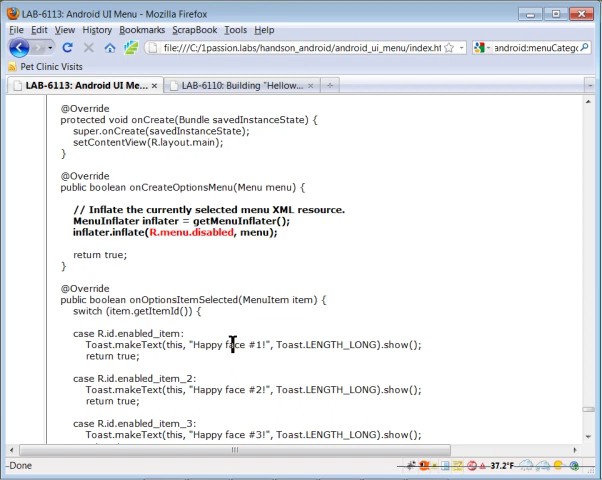 LAB-6113: Android UI Menu - Mozilla Firefox
File Edit View History Bookmarks ScrapBook Tools Help
file:///C:/1passion.labs/handson_android/android_ui_menu/index.ht android:menuCateg
Pet Clinic Visits
LAB-6113: Android UI Me... LAB-6110: Building "Hellow...
@Override
protected void onCreate(Bundle savedInstanceState) {
super.onCreate(savedInstanceState);
setContentView(R.layout.main);
}
@Override
public boolean onCreateOptionsMenu(Menu menu) {
// Inflate the currently selected menu XML resource.
MenuInflater inflater = getMenuInflater();
inflater.inflate(R.menu.disabled, menu);
return true;
}
@Override
public boolean onOptionsItemSelected(MenuItem item) {
switch (item.getItemId()) {
case R.id.enabled_item:
Toast.makeText(this, "Happy face #1!", Toast.LENGTH_LONG).show();
return true;
case R.id.enabled_item_2:
Toast.makeText(this, "Happy face #2!", Toast.LENGTH_LONG).show();
return true;
case R.id.enabled_item_3:
Toast.makeText(this, "Happy face #3!", Toast.LENGTH_LONG).show();
Done 37.2°F